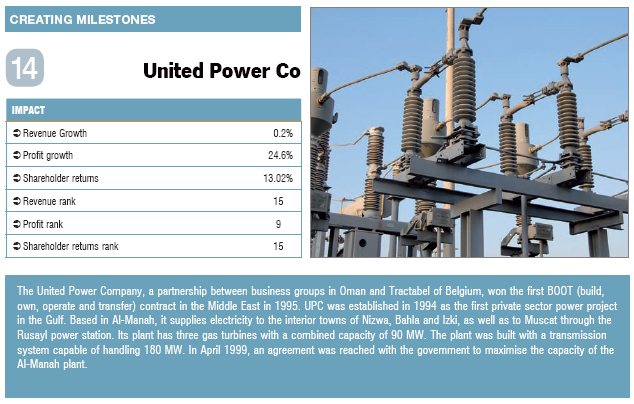 CREATING MILESTONES
14
United Power Co
IMPACT
➲ Revenue Growth 0.2%
➲ Profit growth 24.6%
➲ Shareholder returns 13.02%
➲ Revenue rank 15
➲ Profit rank 9
➲ Shareholder returns rank 15
The United Power Company, a partnership between business groups in Oman and Tractabel of Belgium, won the first BOOT (build,
own, operate and transfer) contract in the Middle East in 1995. UPC was established in 1994 as the first private sector power project
in the Gulf. Based in Al-Manah, it supplies electricity to the interior towns of Nizwa, Bahla and Izki, as well as to Muscat through the
Rusayl power station. Its plant has three gas turbines with a combined capacity of 90 MW. The plant was built with a transmission
system capable of handling 180 MW. In April 1999, an agreement was reached with the government to maximise the capacity of the
Al-Manah plant.